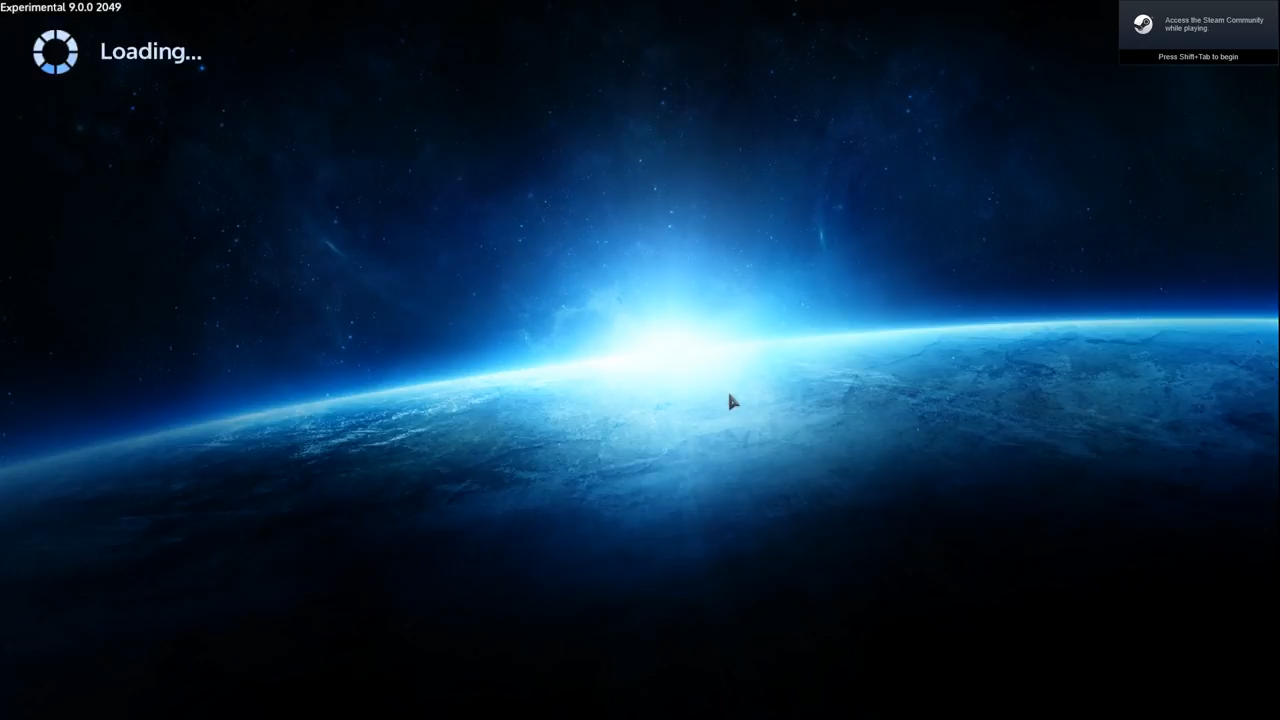 Experimental 9.0.0 2049
Loading...
Access the Steam Community
while playing.
Press Shift+Tab to begin